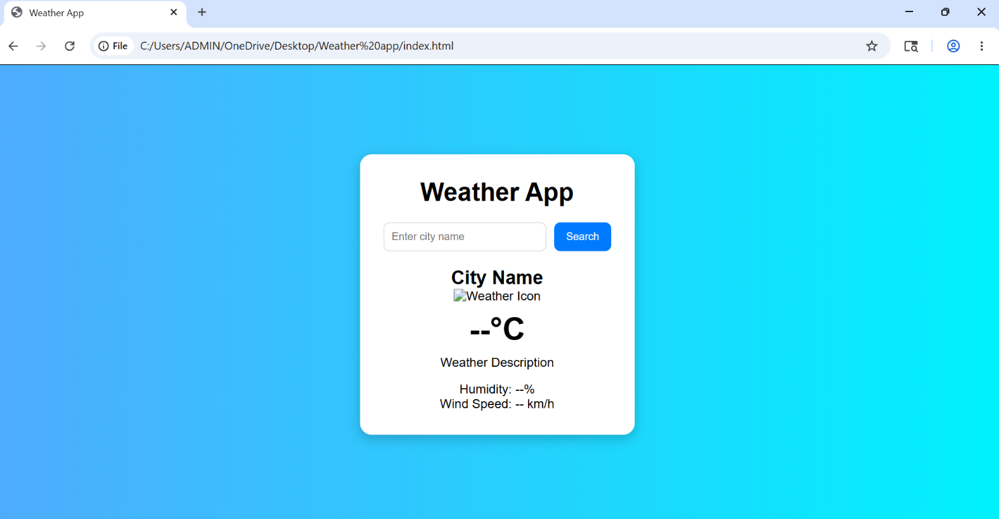 Weather App
File C:/Users/ADMIN/OneDrive/Desktop/Weather%20app/index.html
Weather App
Enter city name Search
City Name
Weather Icon
--°C
Weather Description
Humidity: --%
Wind Speed: -- km/h